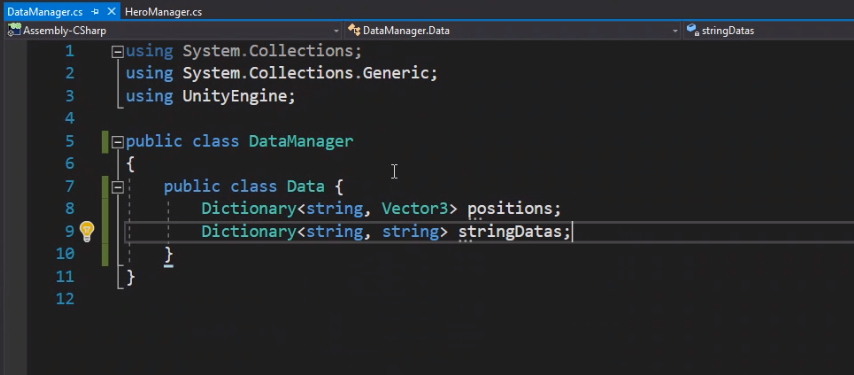 DataManager.cs HeroManager.cs
Assembly-CSharp DataManager.Data stringDatas
1 using System.Collections;
2 using System.Collections.Generic;
3 using UnityEngine;
4
5 public class DataManager
6 {
7 public class Data {
8 Dictionary<string, Vector3> positions;
9 Dictionary<string, string> stringDatas;
10 }
11 }
12